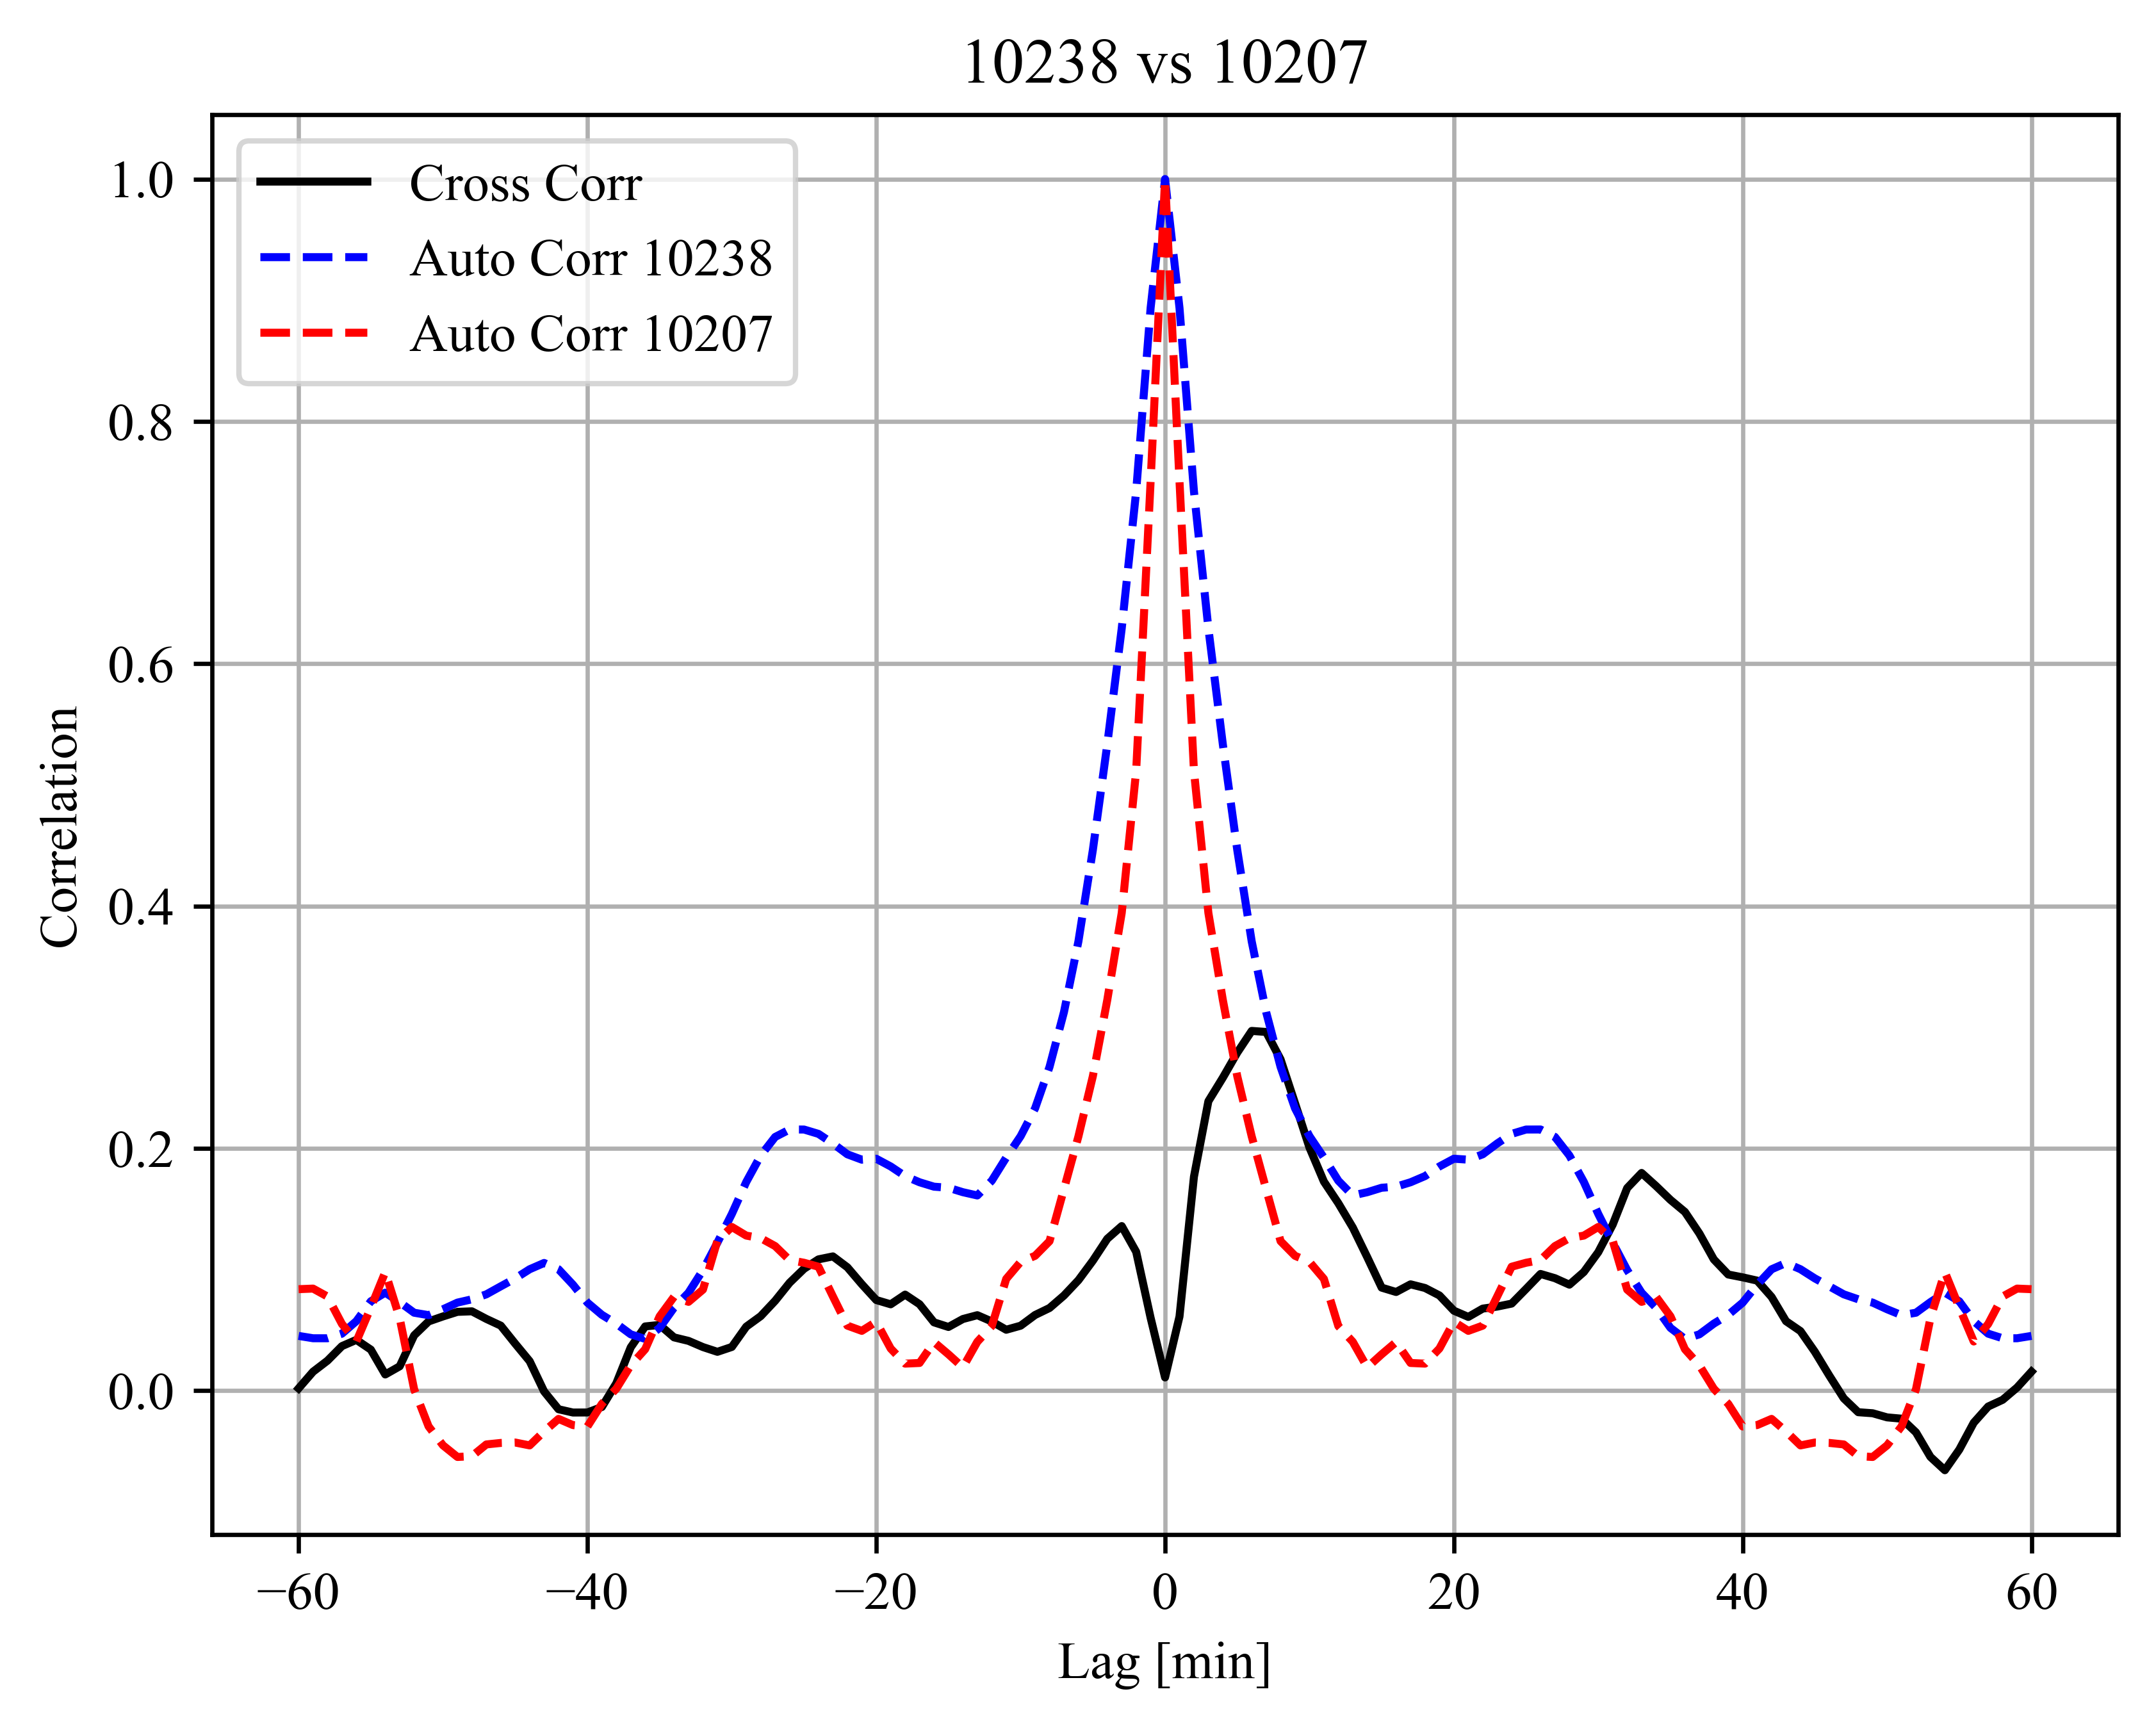 10238 vs 10207
Cross Corr
Auto Corr 10238
Auto Corr 10207
1.0
0.8
0.6
0.4
0.2
0.0
Correlation
−60 −40 −20 0 20 40 60
Lag [min]